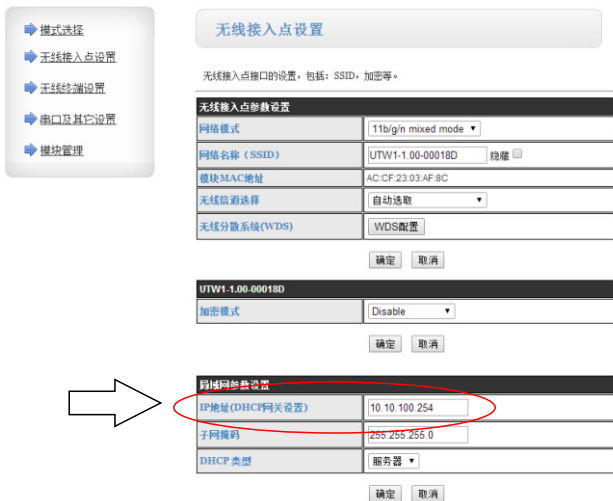 模式选择
无线接入点设置
无线终端设置
串口及其它设置
模块管理
无线接入点设置
无线接入点接口的设置，包括：SSID，加密等。
无线接入点参数设置
网络模式 11b/g/n mixed mode
网络名称（SSID） UTW1-1.00-00018D 隐藏
模块MAC地址 AC:CF:23:03:AF:8C
无线信道选择 自动选取
无线分散系统(WDS) WDS配置
确定 取消
UTW1-1.00-00018D
加密模式 Disable
确定 取消
局域网参数设置
IP地址(DHCP网关设置) 10.10.100.254
子网掩码 255.255.255.0
DHCP 类型 服务器
确定 取消